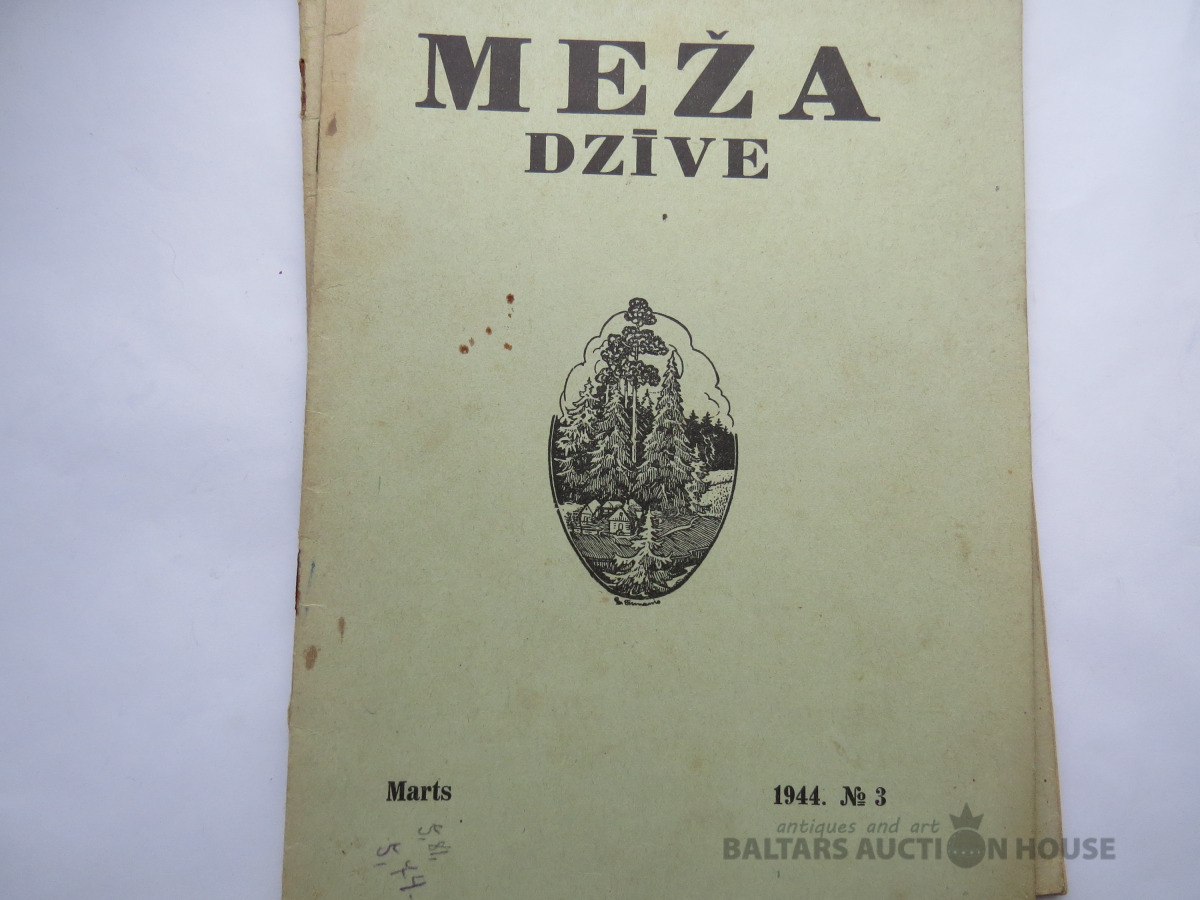 MEŽA
DZĪVE
Marts
1944. № 3
antiques and art
BALTARS AUCTION HOUSE